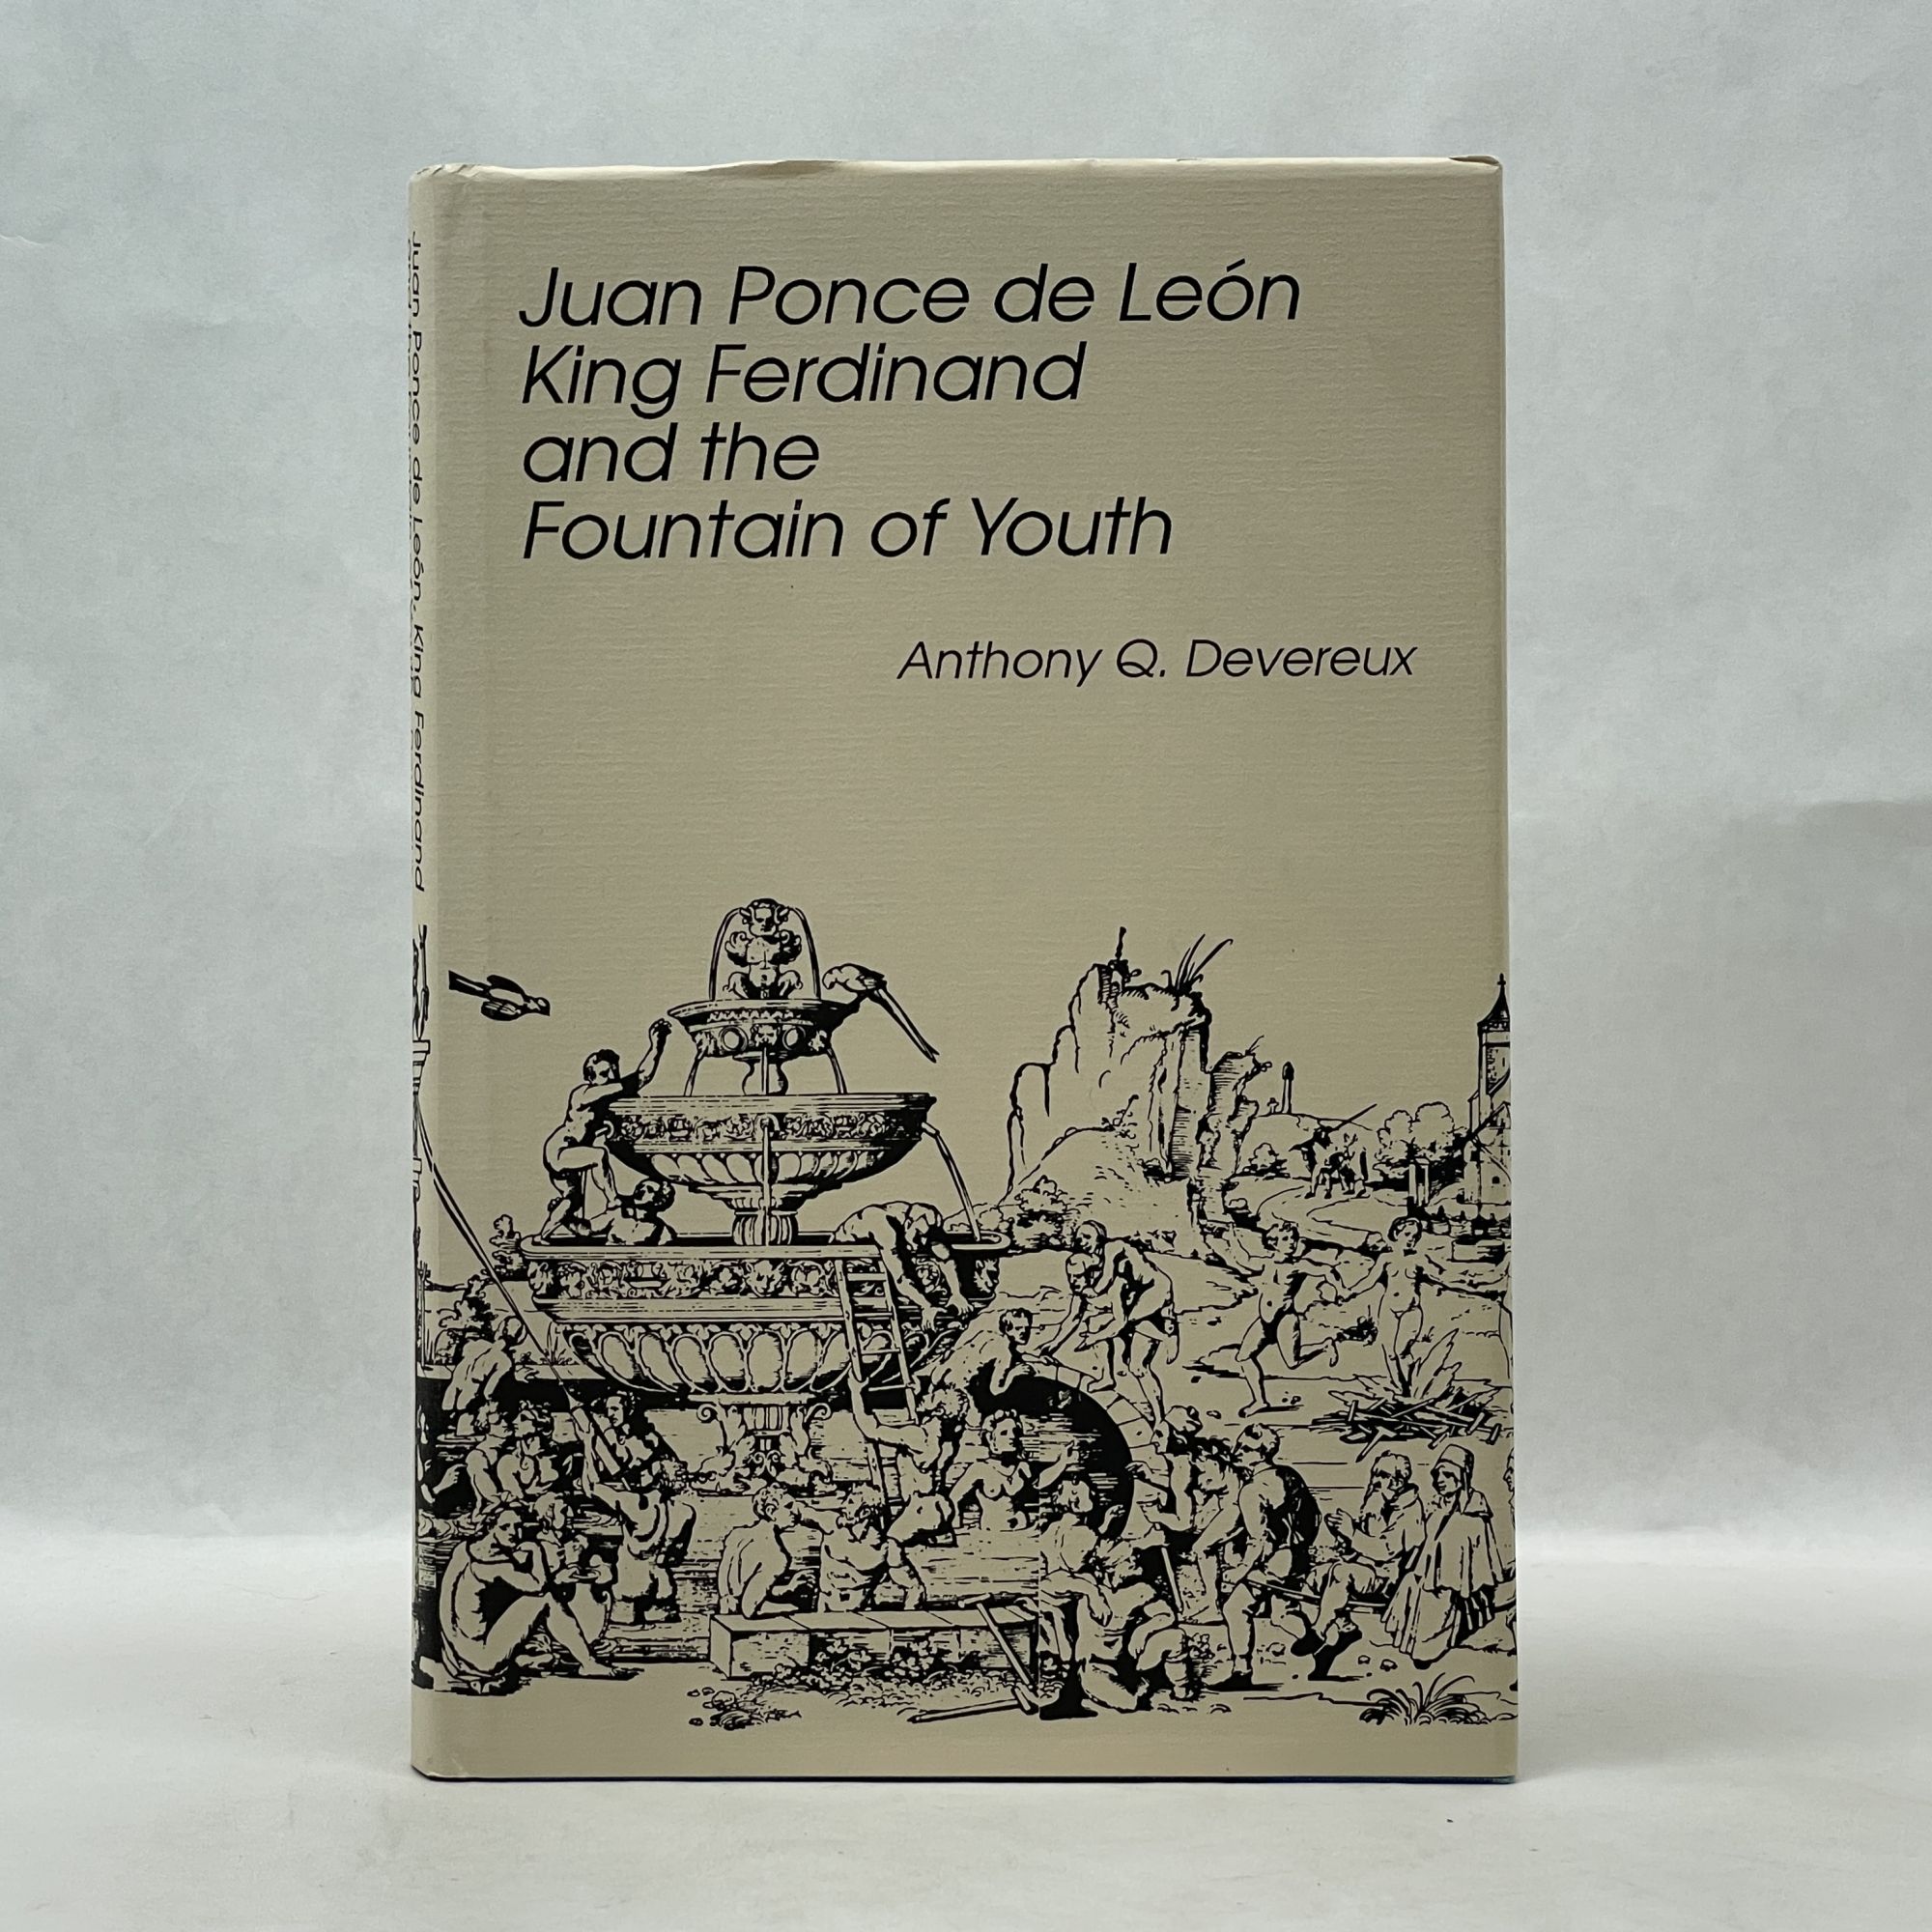 Juan Ponce de León
King Ferdinand
and the
Fountain of Youth
Anthony Q. Devereux
Juan Ponce de León, King Ferdinand